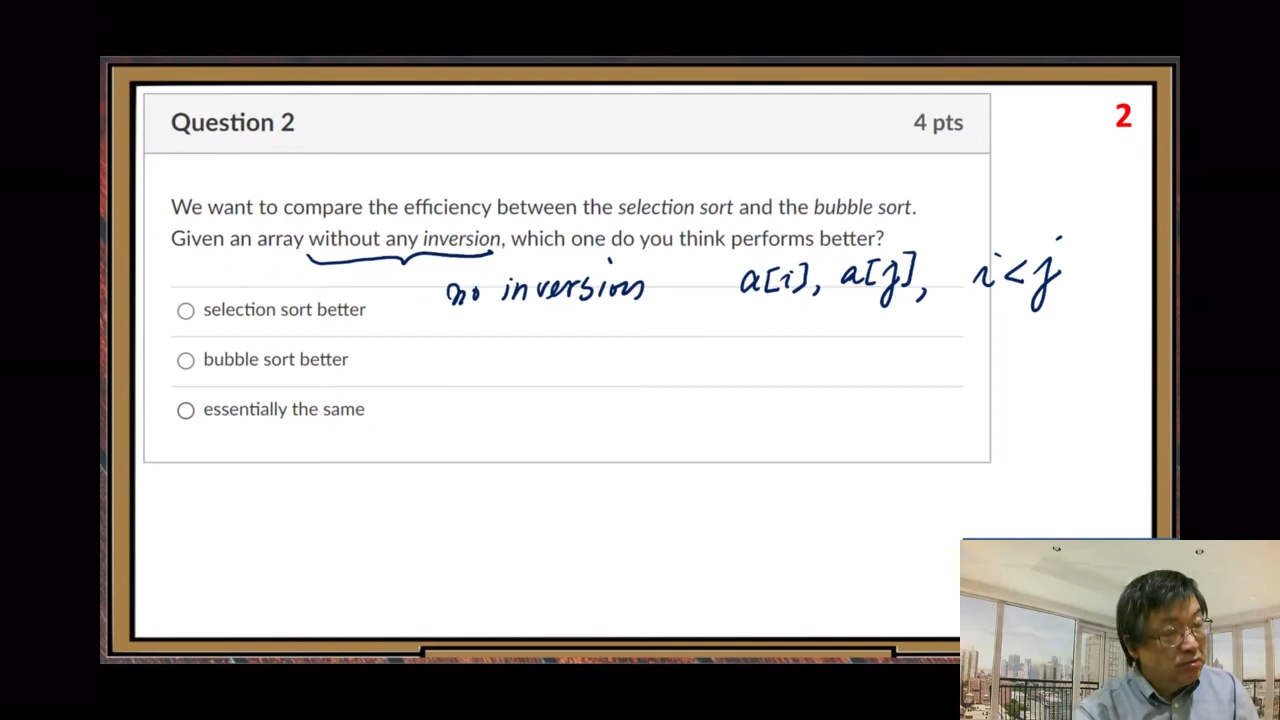 Question 2
4 pts
2
We want to compare the efficiency between the selection sort and the bubble sort.
Given an array without any inversion, which one do you think performs better?
no inversion a[i], a[j], i<j
selection sort better
bubble sort better
essentially the same